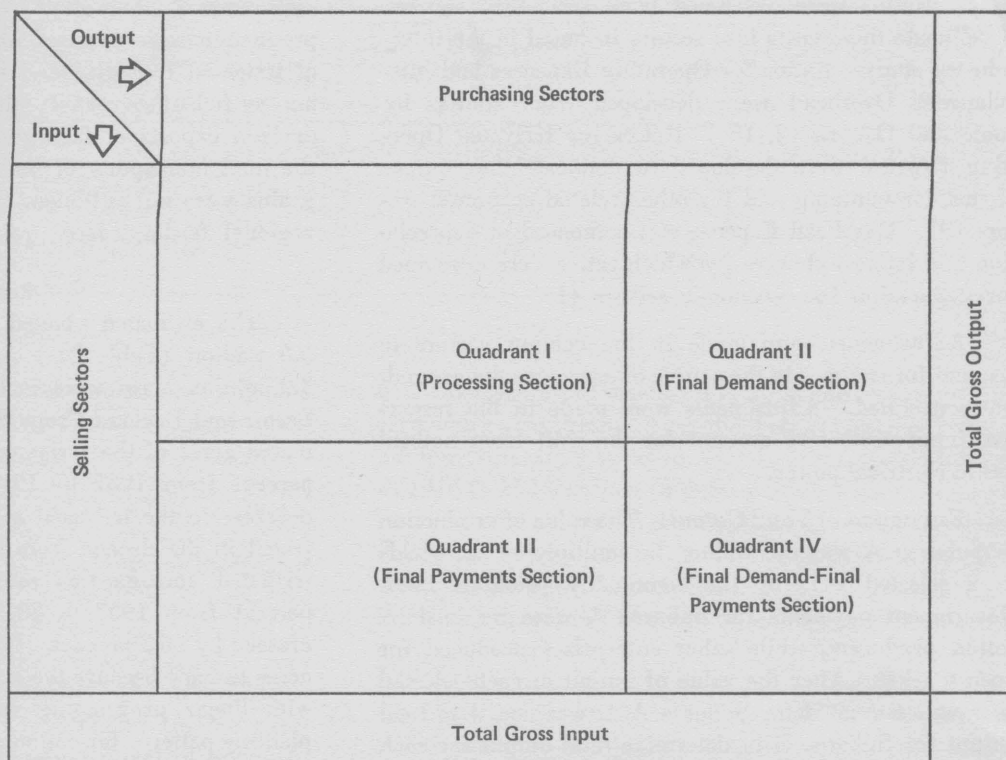 Output
Input
Purchasing Sectors
Selling Sectors
Quadrant I
(Processing Section)
Quadrant II
(Final Demand Section)
Total Gross Output
Quadrant III
(Final Payments Section)
Quadrant IV
(Final Demand-Final
Payments Section)
Total Gross Input